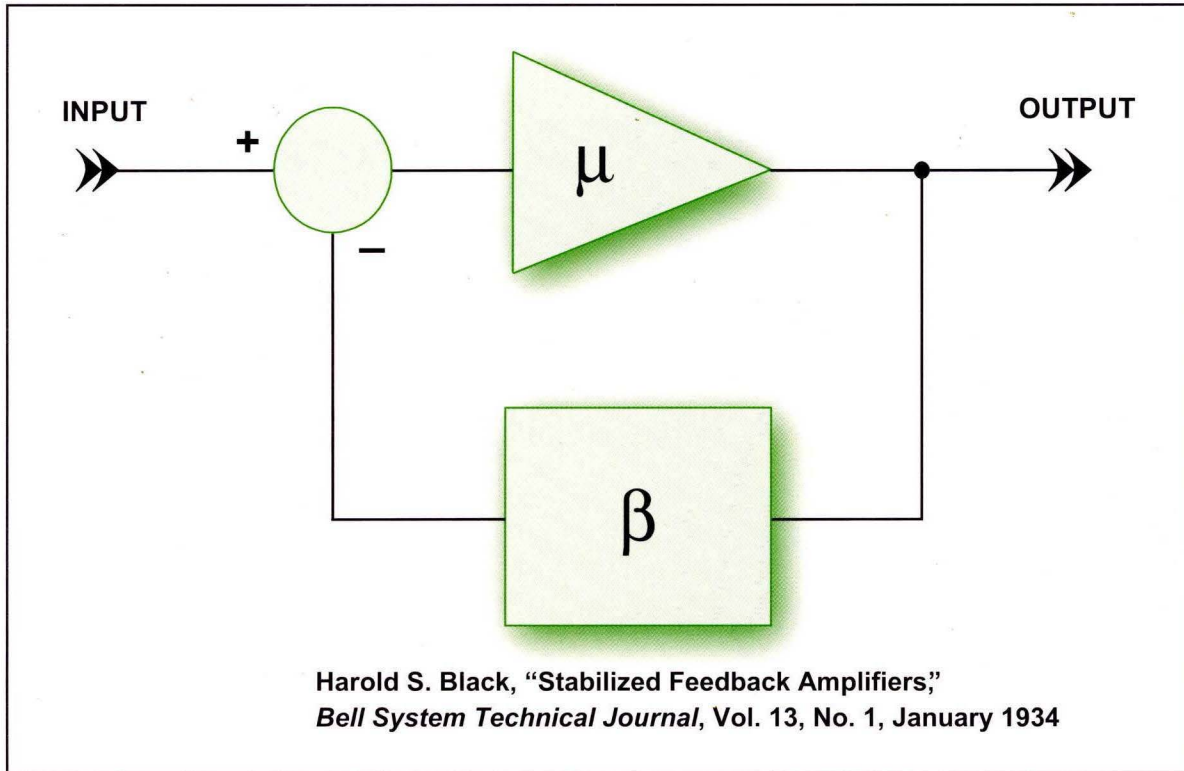 INPUT
OUTPUT
+
μ
−
β
Harold S. Black, “Stabilized Feedback Amplifiers,”
Bell System Technical Journal, Vol. 13, No. 1, January 1934